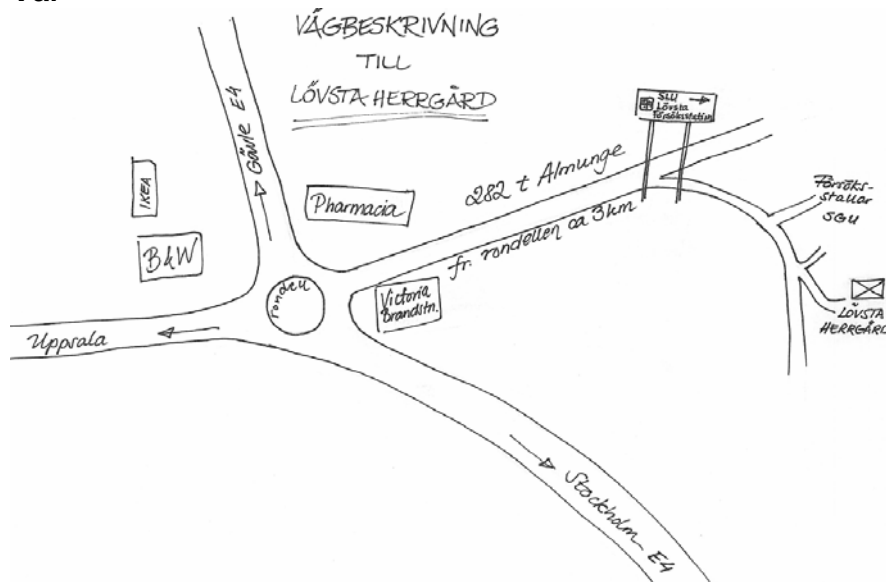 VÄGBESKRIVNING
TILL
LÖVSTA HERRGÅRD
Gävle E4
IKEA
B&W
Pharmacia
282 t Almunge
fr. rondellen ca 3km
SLU
Lövsta
försöksstation
Försöks-
stallar
SGU
rondell
Victoria
Brandstn.
LÖVSTA
HERRGÅRD
Uppsala
Stockholm E4